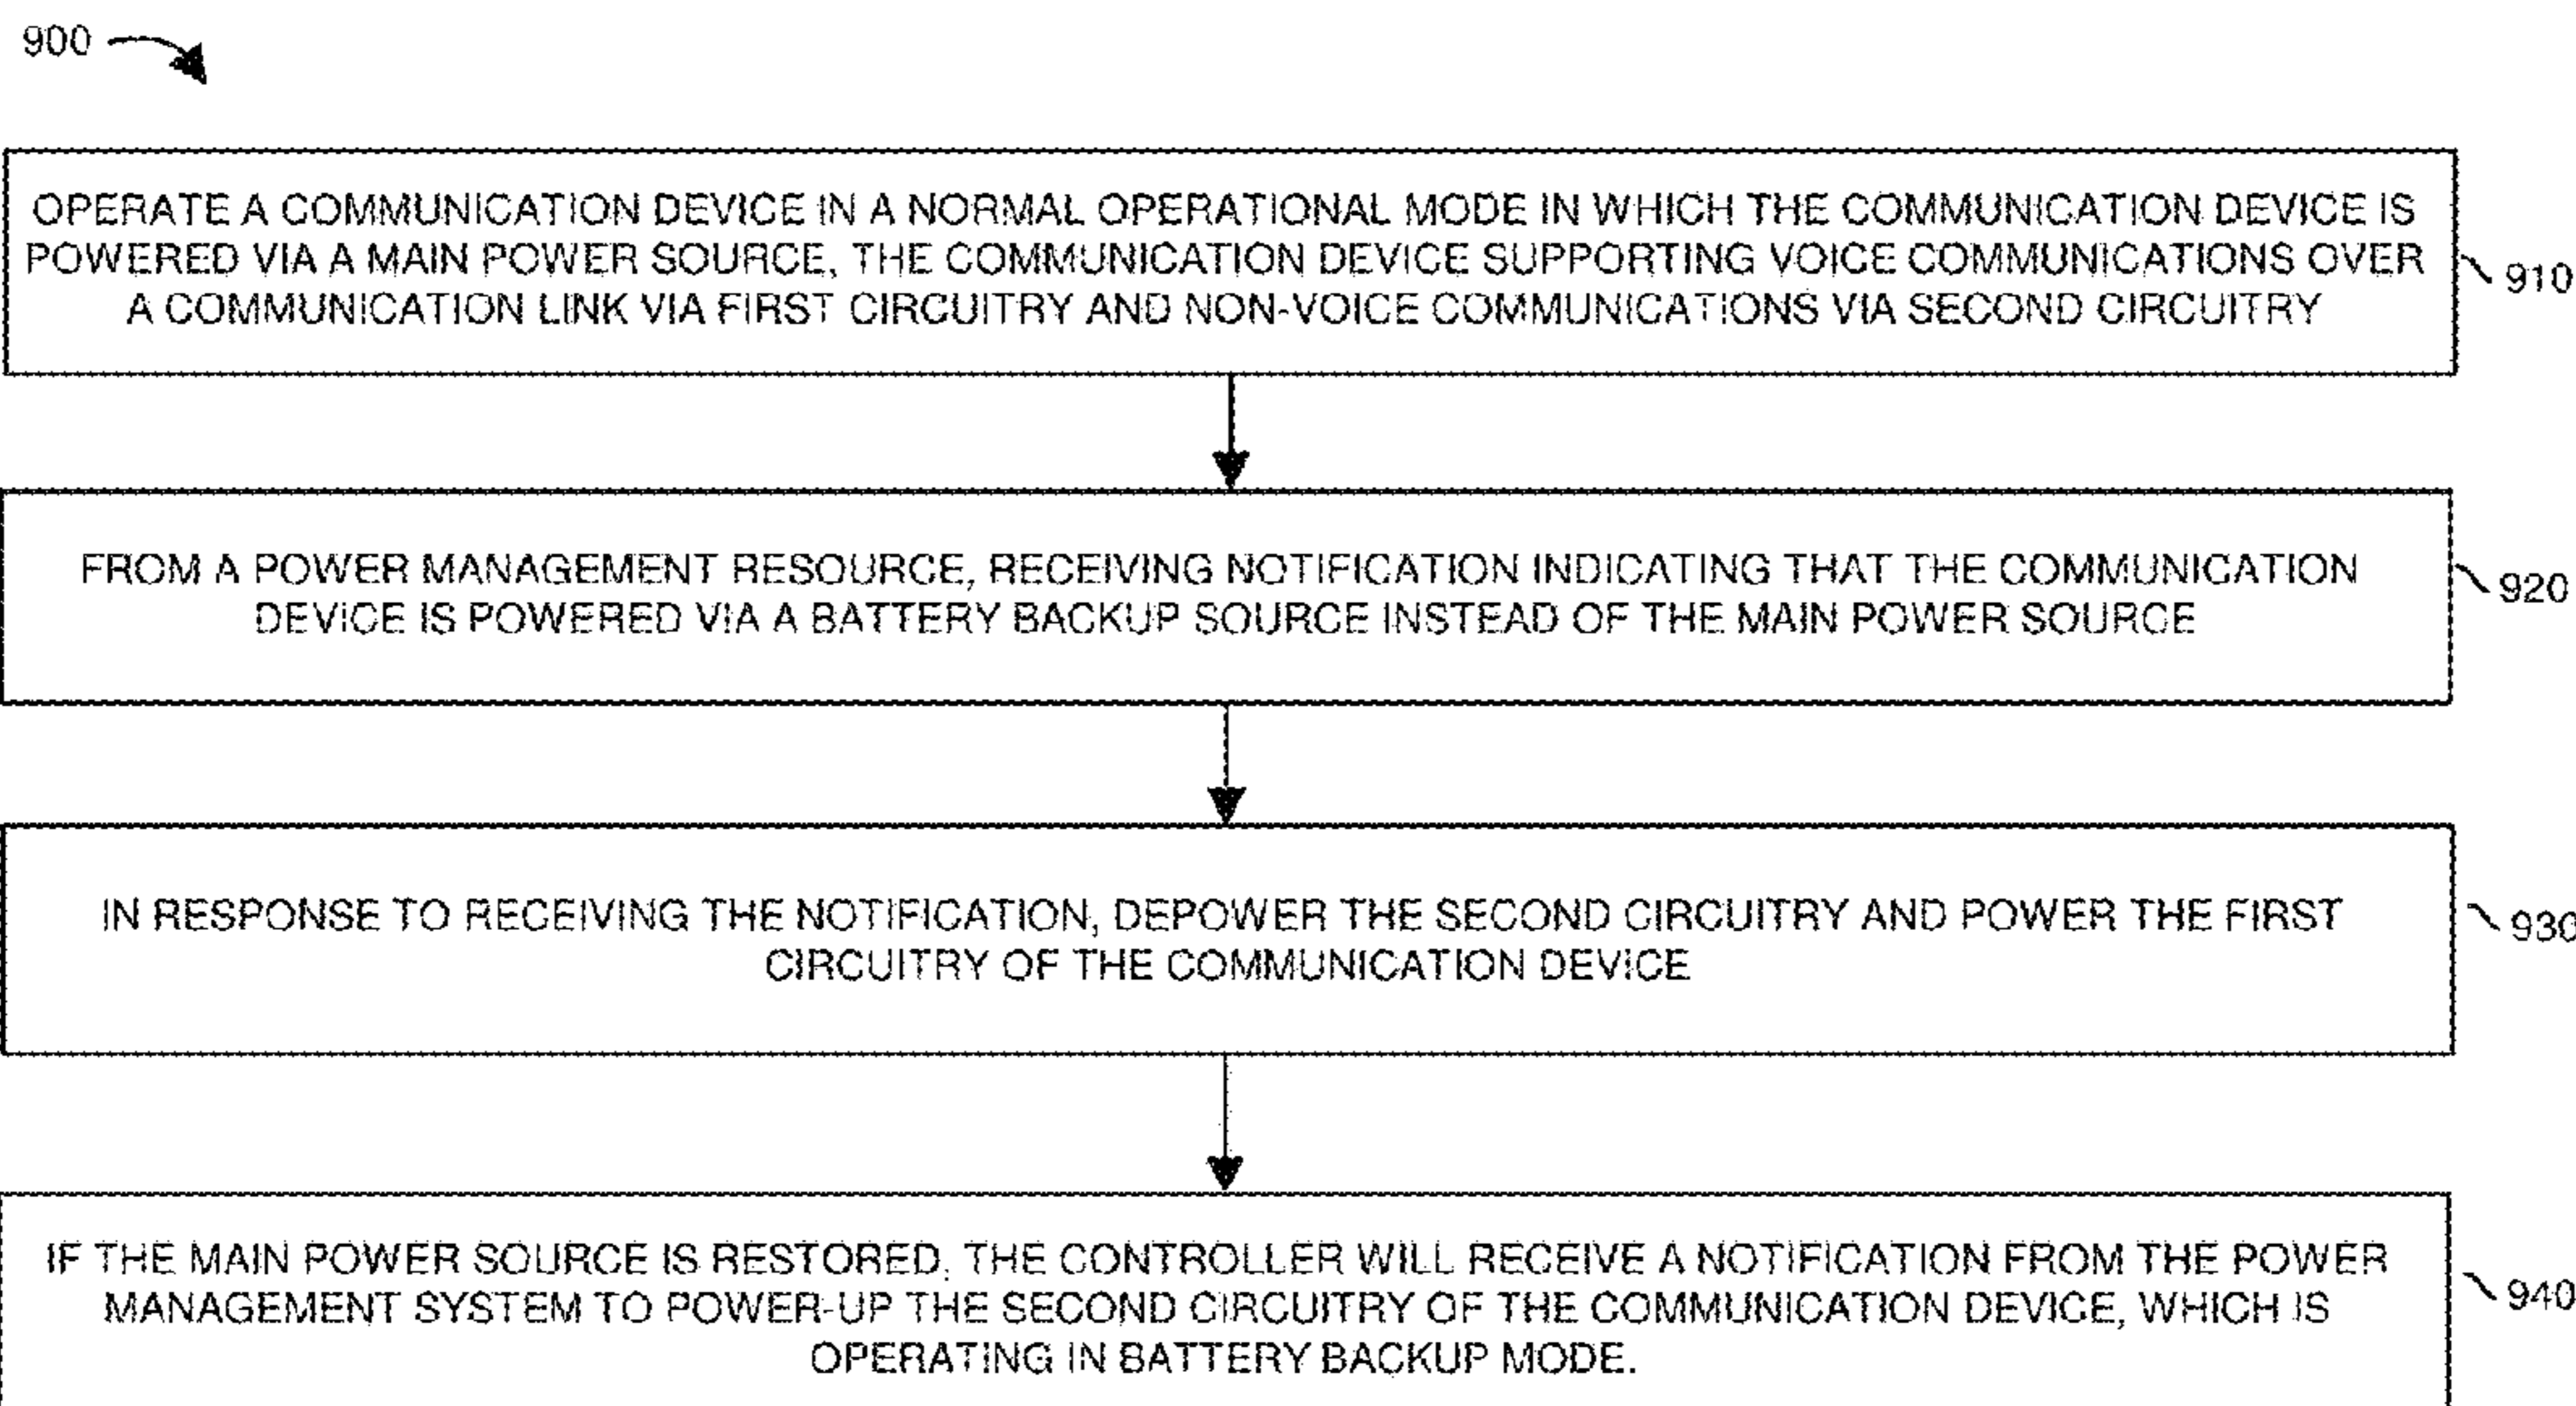 900
OPERATE A COMMUNICATION DEVICE IN A NORMAL OPERATIONAL MODE IN WHICH THE COMMUNICATION DEVICE IS
POWERED VIA A MAIN POWER SOURCE, THE COMMUNICATION DEVICE SUPPORTING VOICE COMMUNICATIONS OVER
A COMMUNICATION LINK VIA FIRST CIRCUITRY AND NON-VOICE COMMUNICATIONS VIA SECOND CIRCUITRY
910
FROM A POWER MANAGEMENT RESOURCE, RECEIVING NOTIFICATION INDICATING THAT THE COMMUNICATION
DEVICE IS POWERED VIA A BATTERY BACKUP SOURCE INSTEAD OF THE MAIN POWER SOURCE
920
IN RESPONSE TO RECEIVING THE NOTIFICATION, DEPOWER THE SECOND CIRCUITRY AND POWER THE FIRST
CIRCUITRY OF THE COMMUNICATION DEVICE
930
IF THE MAIN POWER SOURCE IS RESTORED, THE CONTROLLER WILL RECEIVE A NOTIFICATION FROM THE POWER
MANAGEMENT SYSTEM TO POWER-UP THE SECOND CIRCUITRY OF THE COMMUNICATION DEVICE, WHICH IS
OPERATING IN BATTERY BACKUP MODE.
940